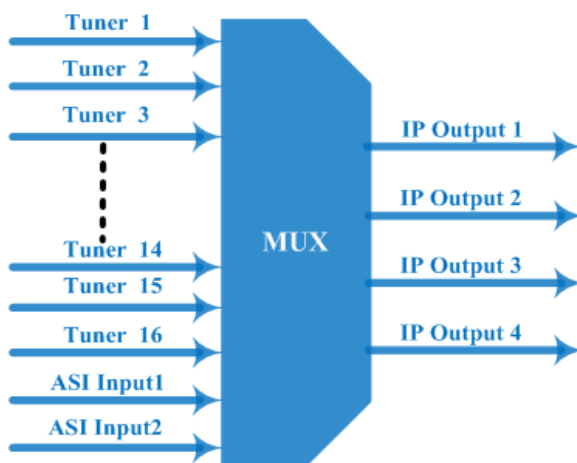 Tuner 1
Tuner 2
Tuner 3
Tuner 14
Tuner 15
Tuner 16
ASI Input1
ASI Input2
MUX
IP Output 1
IP Output 2
IP Output 3
IP Output 4